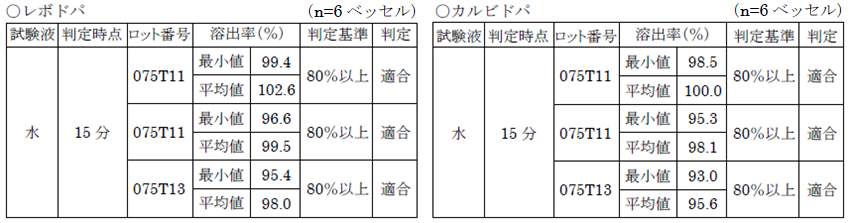 ○レボドパ (n=6 ベッセル)
試験液 判定時点 ロット番号 溶出率(%) 判定基準 判定
水 15 分 075T11 最小値 99.4 80%以上 適合
平均値 102.6
075T11 最小値 96.6 80%以上 適合
平均値 99.5
075T13 最小値 95.4 80%以上 適合
平均値 98.0
○カルビドパ (n=6 ベッセル)
試験液 判定時点 ロット番号 溶出率(%) 判定基準 判定
水 15 分 075T11 最小値 98.5 80%以上 適合
平均値 100.0
075T11 最小値 95.3 80%以上 適合
平均値 98.1
075T13 最小値 93.0 80%以上 適合
平均値 95.6